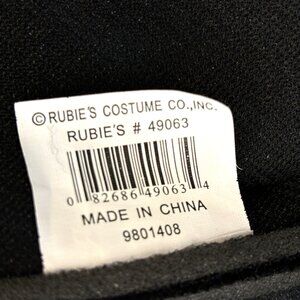 ©RUBIE'S COSTUME CO.,INC.
RUBIE'S # 49063
0 82686 49063 4
MADE IN CHINA
9801408